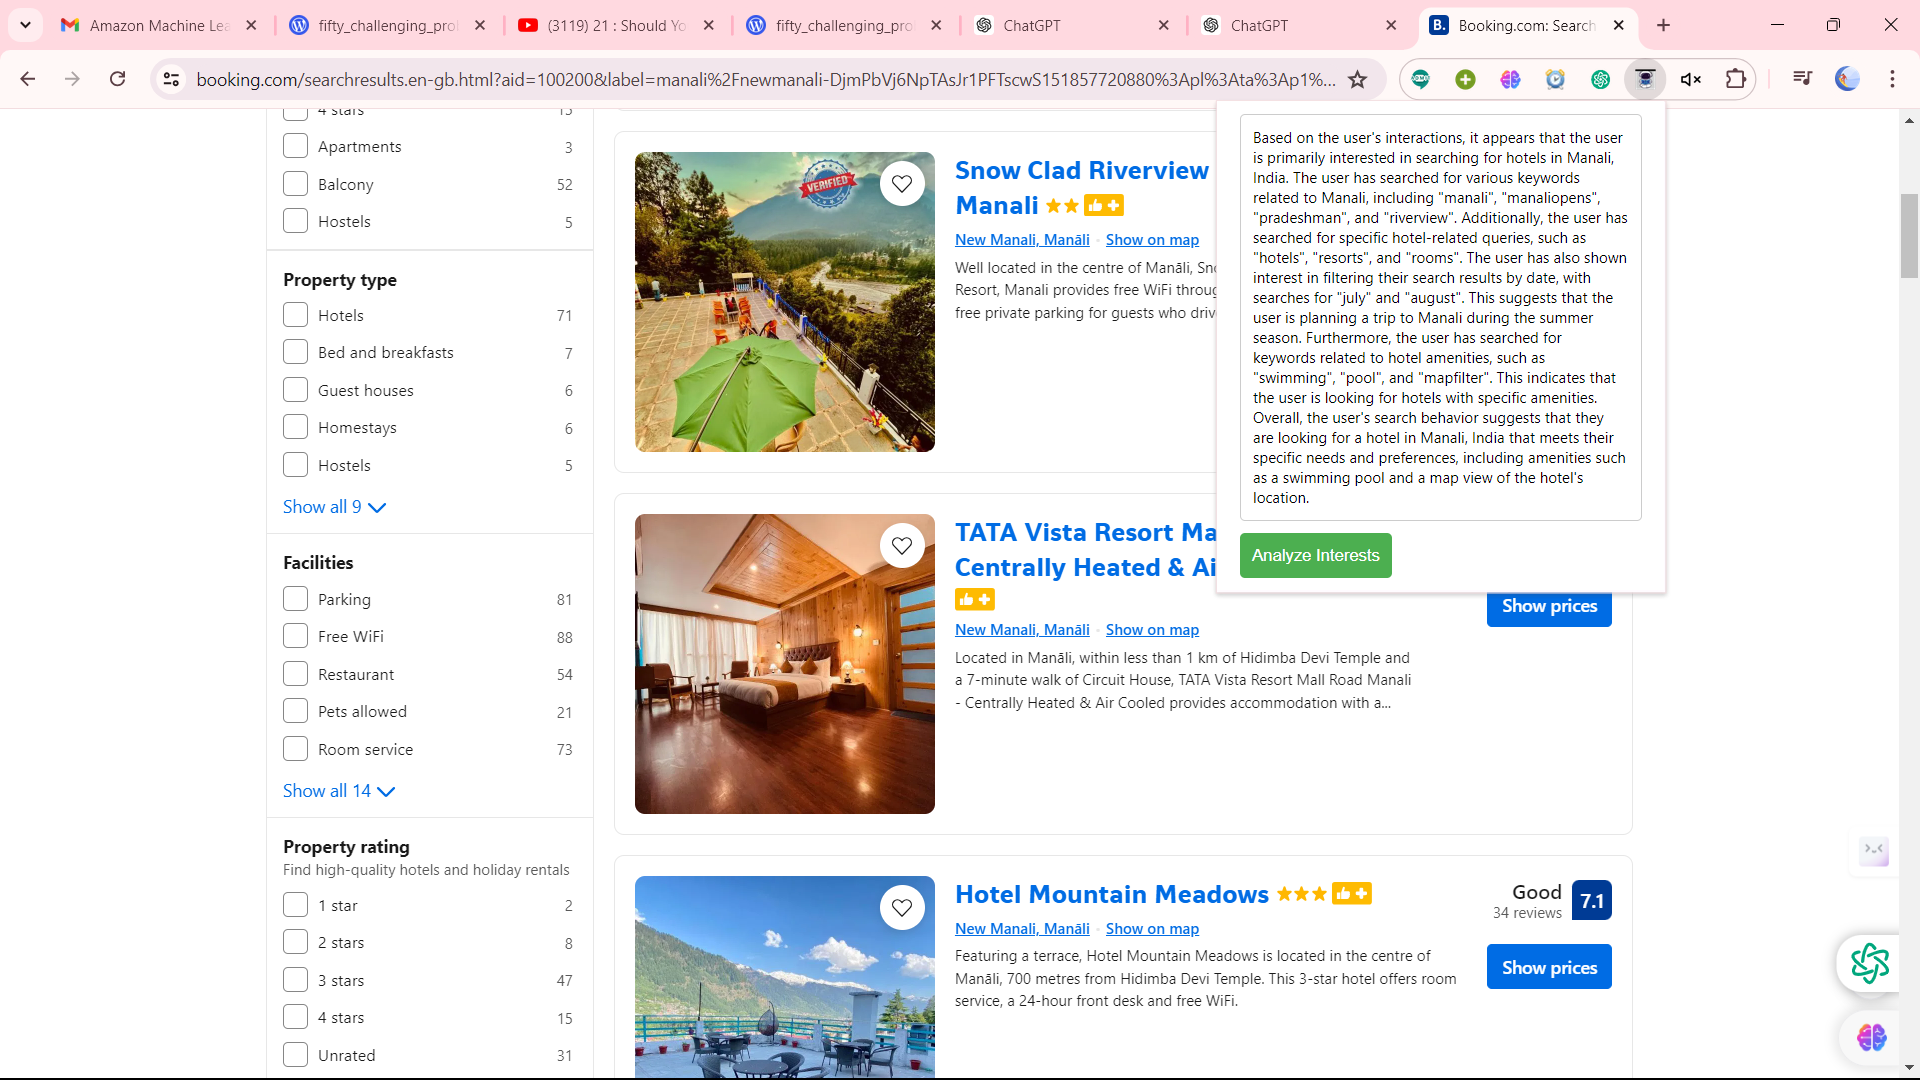 Amazon Machine Lea
fifty_challenging_pro
(3119) 21 : Should Yo
fifty_challenging_pro
ChatGPT
ChatGPT
Booking.com: Search
booking.com/searchresults.en-gb.html?aid=100200&label=manali%2Fnewmanali-DjmPbVj6NpTAsJr1PFTscwS151857720880%3Apl%3Ata%3Ap1%...
4 stars 15
Apartments 3
Balcony 52
Hostels 5
Property type
Hotels 71
Bed and breakfasts 7
Guest houses 6
Homestays 6
Hostels 5
Show all 9
Facilities
Parking 81
Free WiFi 88
Restaurant 54
Pets allowed 21
Room service 73
Show all 14
Property rating
Find high-quality hotels and holiday rentals
1 star 2
2 stars 8
3 stars 47
4 stars 15
Unrated 31
VERIFIED
Snow Clad Riverview
Manali
New Manali, Manāli Show on map
Well located in the centre of Manāli, Sno
Resort, Manali provides free WiFi throug
free private parking for guests who driv
TATA Vista Resort Ma
Centrally Heated & Ai
New Manali, Manāli Show on map
Located in Manāli, within less than 1 km of Hidimba Devi Temple and
a 7-minute walk of Circuit House, TATA Vista Resort Mall Road Manali
- Centrally Heated & Air Cooled provides accommodation with a...
Show prices
Hotel Mountain Meadows
New Manali, Manāli Show on map
Featuring a terrace, Hotel Mountain Meadows is located in the centre of
Manāli, 700 metres from Hidimba Devi Temple. This 3-star hotel offers room
service, a 24-hour front desk and free WiFi.
Good
34 reviews
7.1
Show prices
Based on the user's interactions, it appears that the user
is primarily interested in searching for hotels in Manali,
India. The user has searched for various keywords
related to Manali, including "manali", "manaliopens",
"pradeshman", and "riverview". Additionally, the user has
searched for specific hotel-related queries, such as
"hotels", "resorts", and "rooms". The user has also shown
interest in filtering their search results by date, with
searches for "july" and "august". This suggests that the
user is planning a trip to Manali during the summer
season. Furthermore, the user has searched for
keywords related to hotel amenities, such as
"swimming", "pool", and "mapfilter". This indicates that
the user is looking for hotels with specific amenities.
Overall, the user's search behavior suggests that they
are looking for a hotel in Manali, India that meets their
specific needs and preferences, including amenities such
as a swimming pool and a map view of the hotel's
location.
Analyze Interests